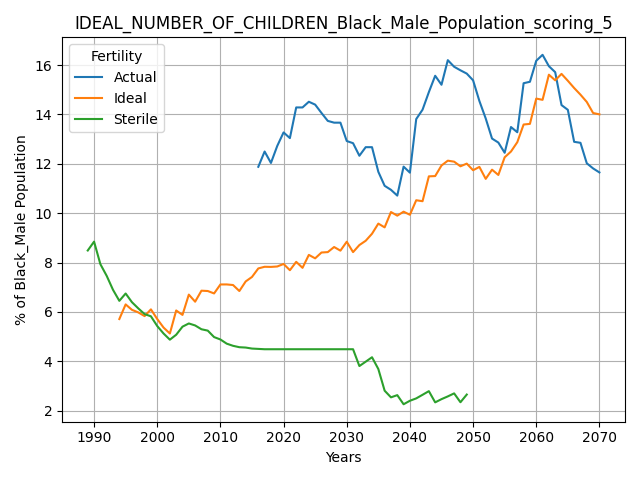 IDEAL_NUMBER_OF_CHILDREN_Black_Male_Population_scoring_5
Fertility
Actual
Ideal
Sterile
% of Black_Male Population
16
14
12
10
8
6
4
2
1990 2000 2010 2020 2030 2040 2050 2060 2070
Years